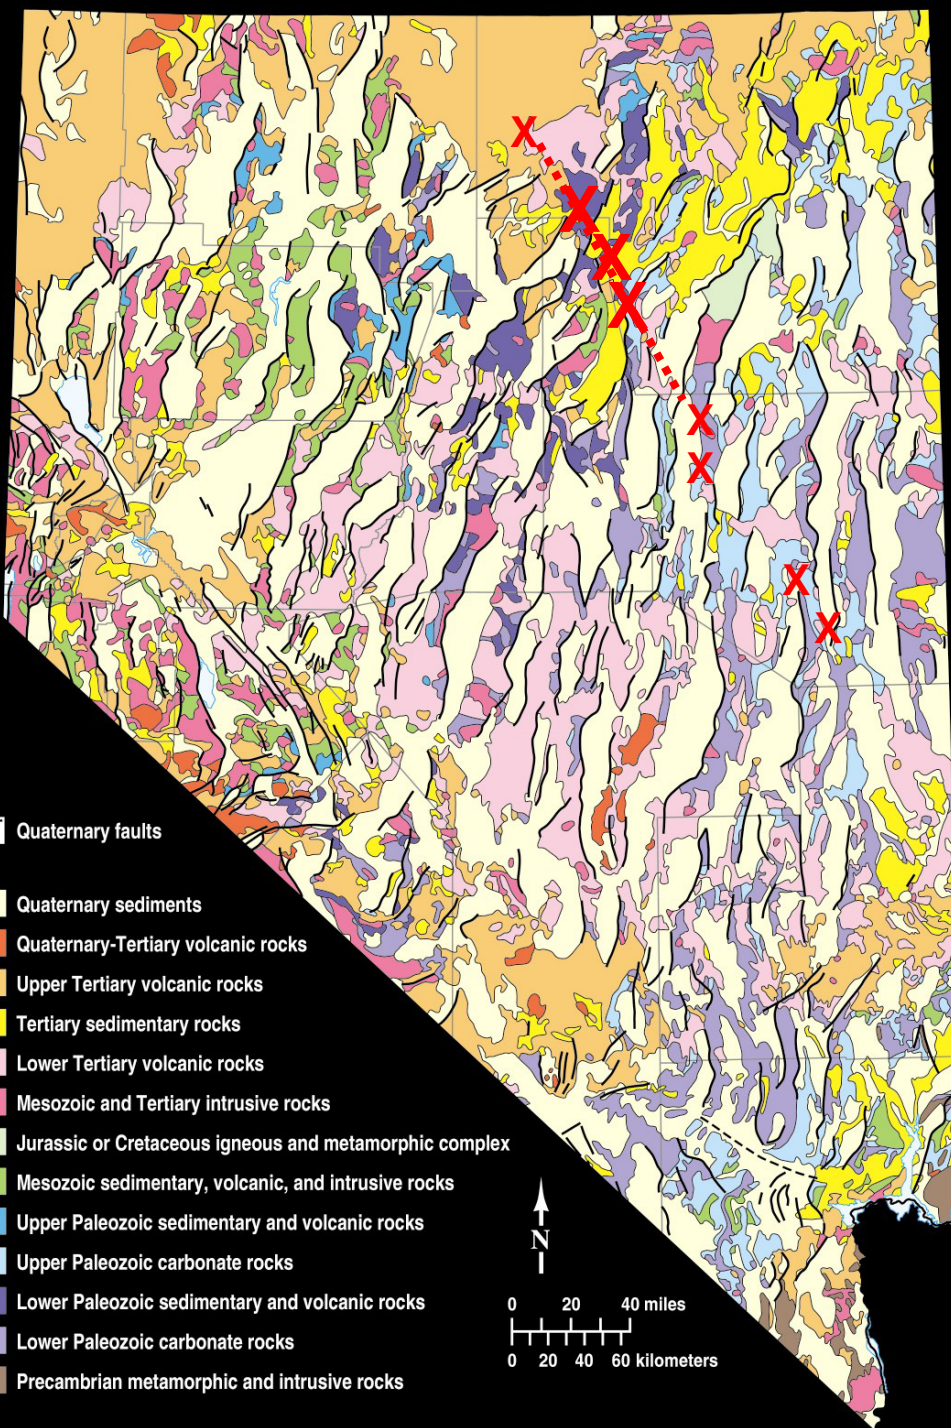 X
X
X
X
X
X
X
X
Quaternary faults
Quaternary sediments
Quaternary-Tertiary volcanic rocks
Upper Tertiary volcanic rocks
Tertiary sedimentary rocks
Lower Tertiary volcanic rocks
Mesozoic and Tertiary intrusive rocks
Jurassic or Cretaceous igneous and metamorphic complex
Mesozoic sedimentary, volcanic, and intrusive rocks
Upper Paleozoic sedimentary and volcanic rocks
Upper Paleozoic carbonate rocks
Lower Paleozoic sedimentary and volcanic rocks
Lower Paleozoic carbonate rocks
Precambrian metamorphic and intrusive rocks
N
0 20 40 miles
0 20 40 60 kilometers